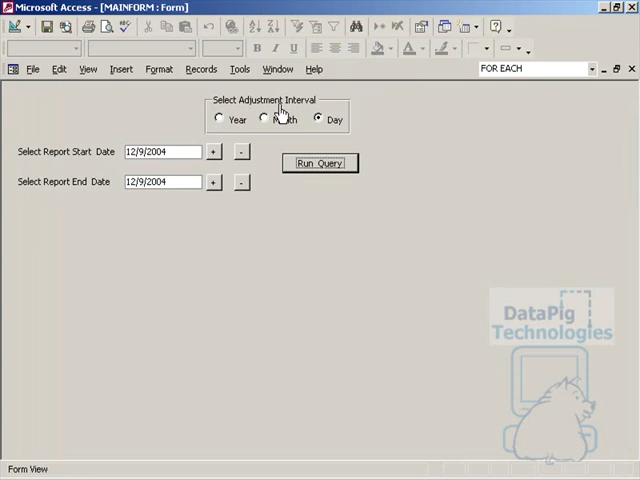 Microsoft Access - [MAINFORM : Form]
File Edit View Insert Format Records Tools Window Help
FOR EACH
Select Adjustment Interval
Year Month Day
Select Report Start Date 12/9/2004 + -
Run Query
Select Report End Date 12/9/2004 + -
DataPig
Technologies
Form View